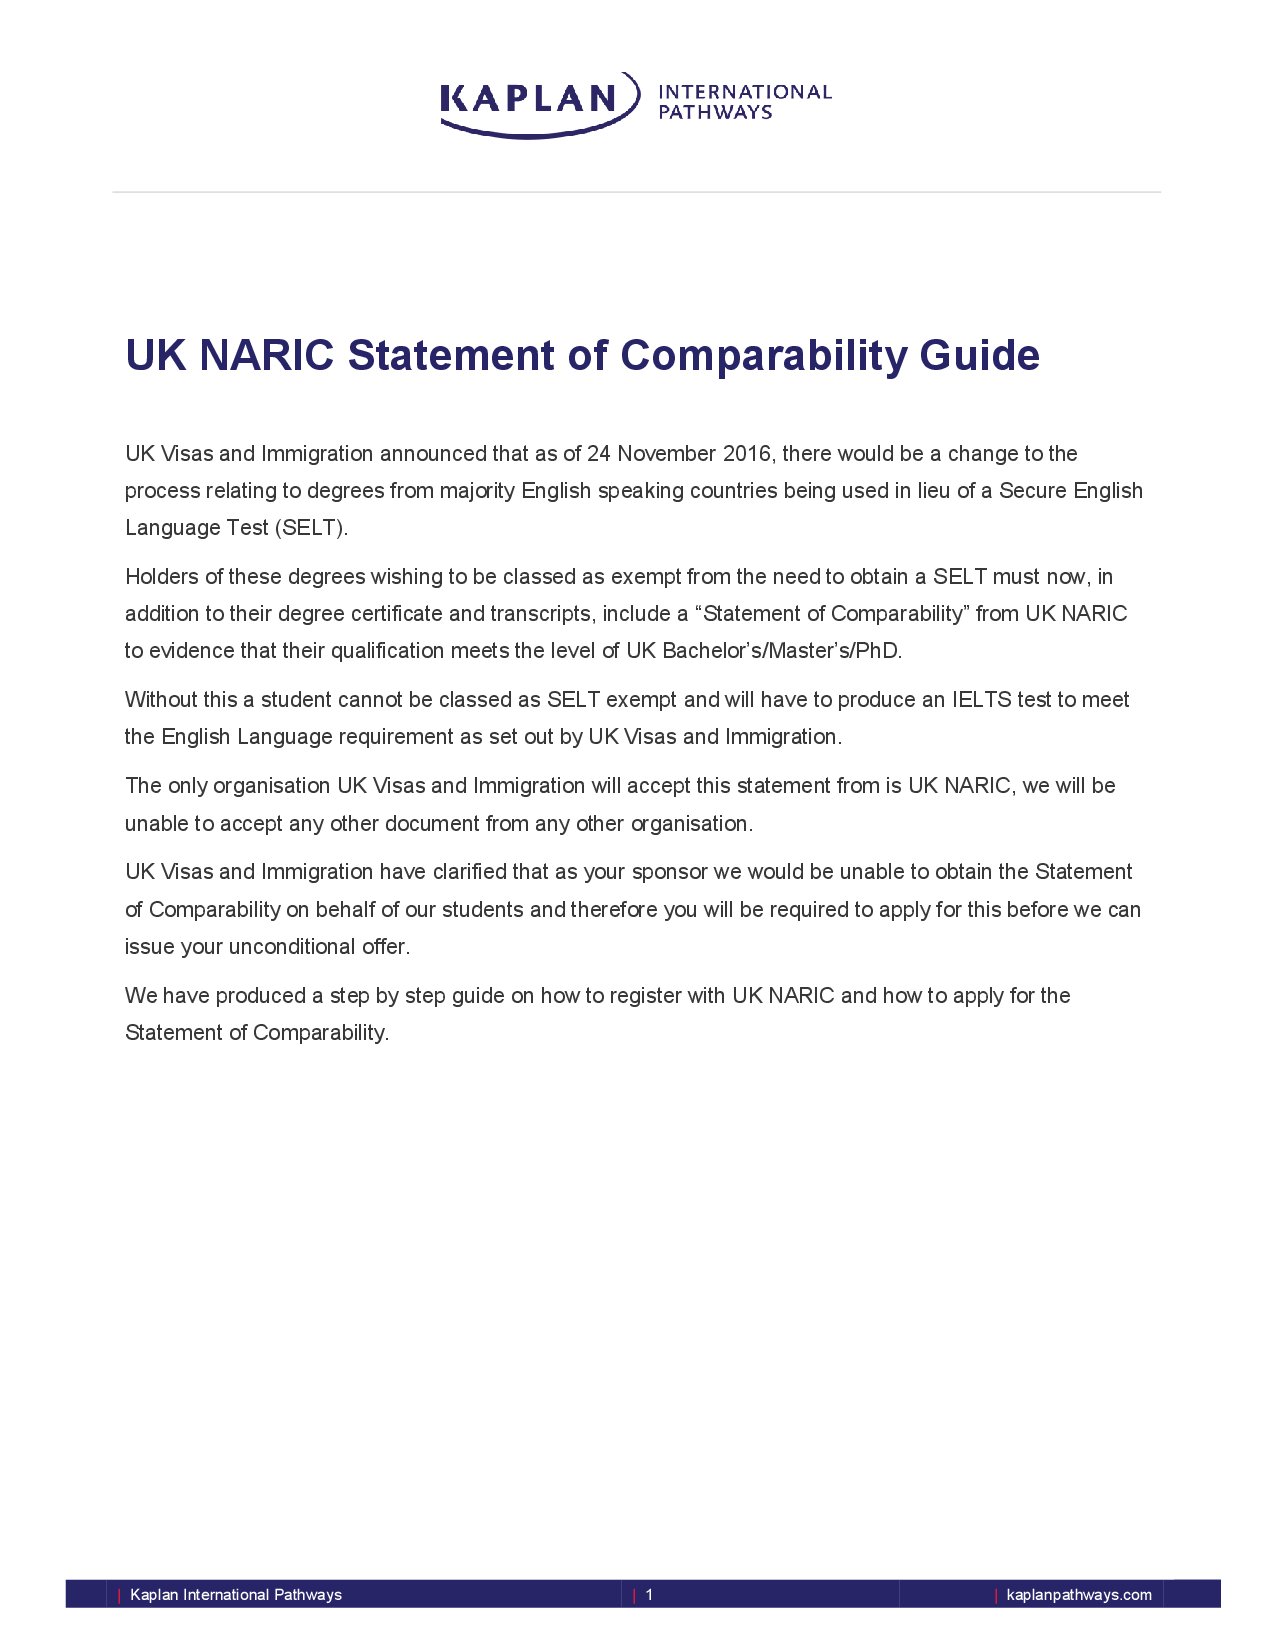 KAPLAN INTERNATIONAL
PATHWAYS
UK NARIC Statement of Comparability Guide
UK Visas and Immigration announced that as of 24 November 2016, there would be a change to the
process relating to degrees from majority English speaking countries being used in lieu of a Secure English
Language Test (SELT).
Holders of these degrees wishing to be classed as exempt from the need to obtain a SELT must now, in
addition to their degree certificate and transcripts, include a “Statement of Comparability” from UK NARIC
to evidence that their qualification meets the level of UK Bachelor’s/Master’s/PhD.
Without this a student cannot be classed as SELT exempt and will have to produce an IELTS test to meet
the English Language requirement as set out by UK Visas and Immigration.
The only organisation UK Visas and Immigration will accept this statement from is UK NARIC, we will be
unable to accept any other document from any other organisation.
UK Visas and Immigration have clarified that as your sponsor we would be unable to obtain the Statement
of Comparability on behalf of our students and therefore you will be required to apply for this before we can
issue your unconditional offer.
We have produced a step by step guide on how to register with UK NARIC and how to apply for the
Statement of Comparability.
| Kaplan International Pathways | 1 | kaplanpathways.com